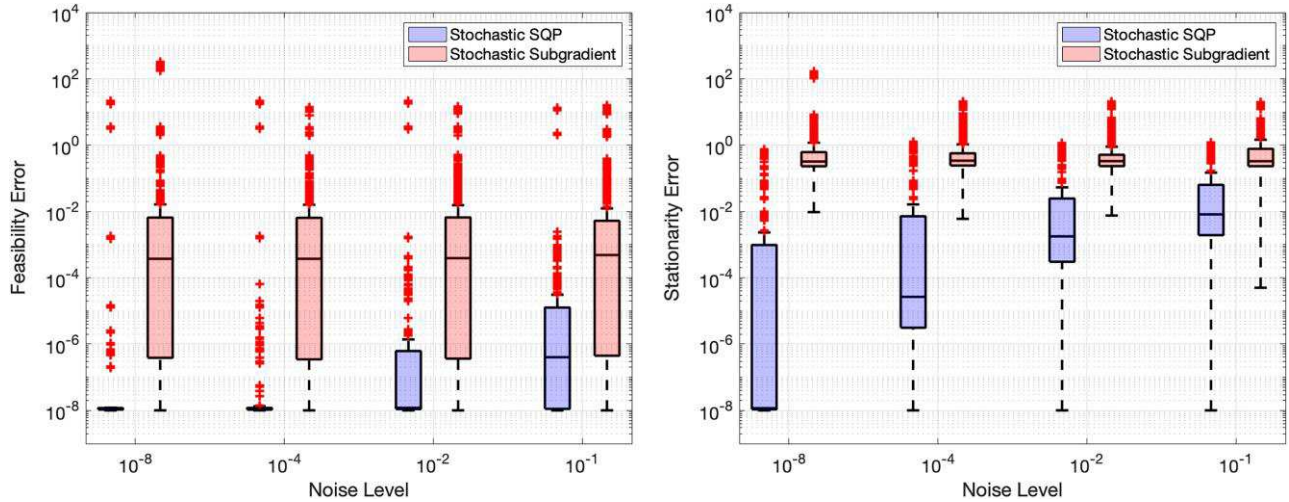 Feasibility Error
10^4
10^2
10^0
10^-2
10^-4
10^-6
10^-8
Stochastic SQP
Stochastic Subgradient
10^-8
10^-4
10^-2
10^-1
Noise Level
Stationarity Error
10^4
10^2
10^0
10^-2
10^-4
10^-6
10^-8
Stochastic SQP
Stochastic Subgradient
10^-8
10^-4
10^-2
10^-1
Noise Level